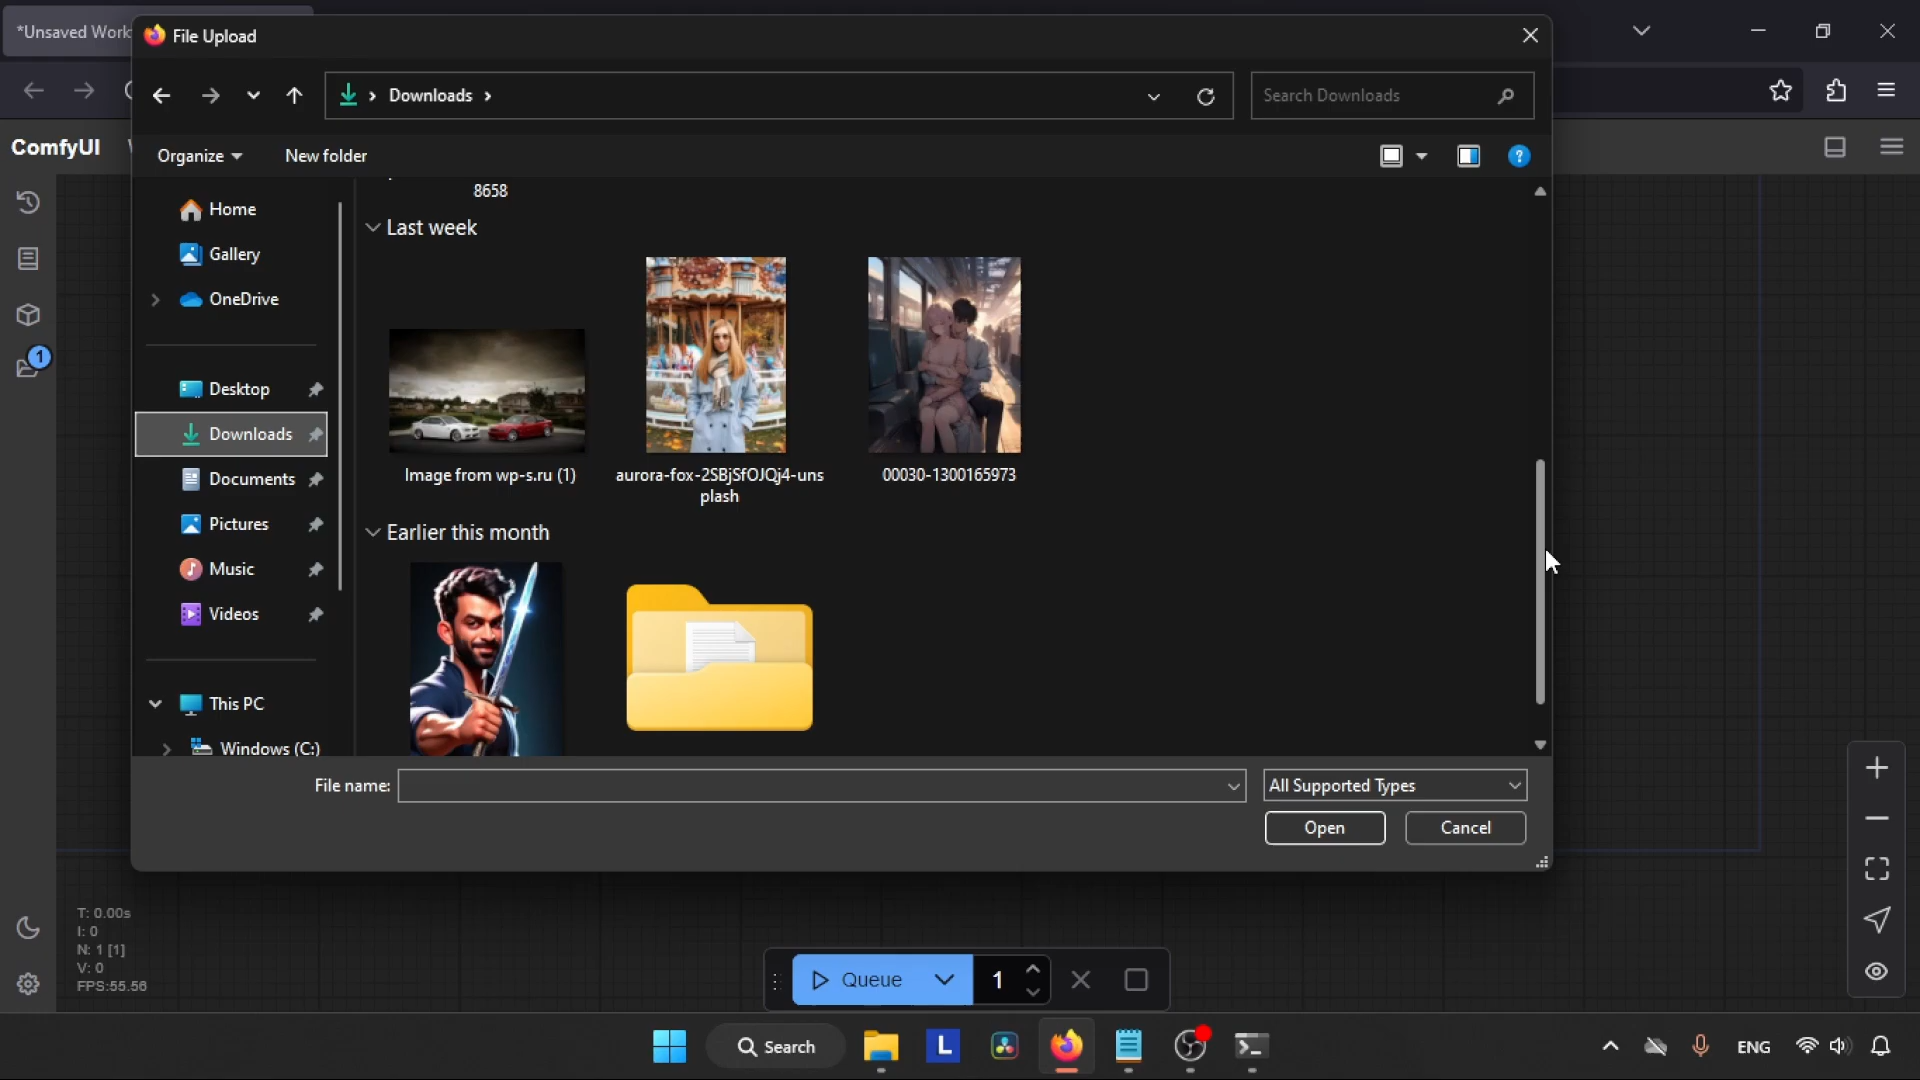 *Unsaved Work
File Upload
Downloads
Search Downloads
ComfyUI
Organize
New folder
Home
Gallery
OneDrive
Desktop
Downloads
Documents
Pictures
Music
Videos
This PC
Windows (C:)
8658
Last week
Image from wp-s.ru (1)
aurora-fox-2SBjSfOJQj4-uns
plash
00030-1300165973
Earlier this month
1
File name:
All Supported Types
Open
Cancel
T: 0.00s
I: 0
N: 1 [1]
V: 0
FPS:55.56
Queue
1
Search
L
ENG